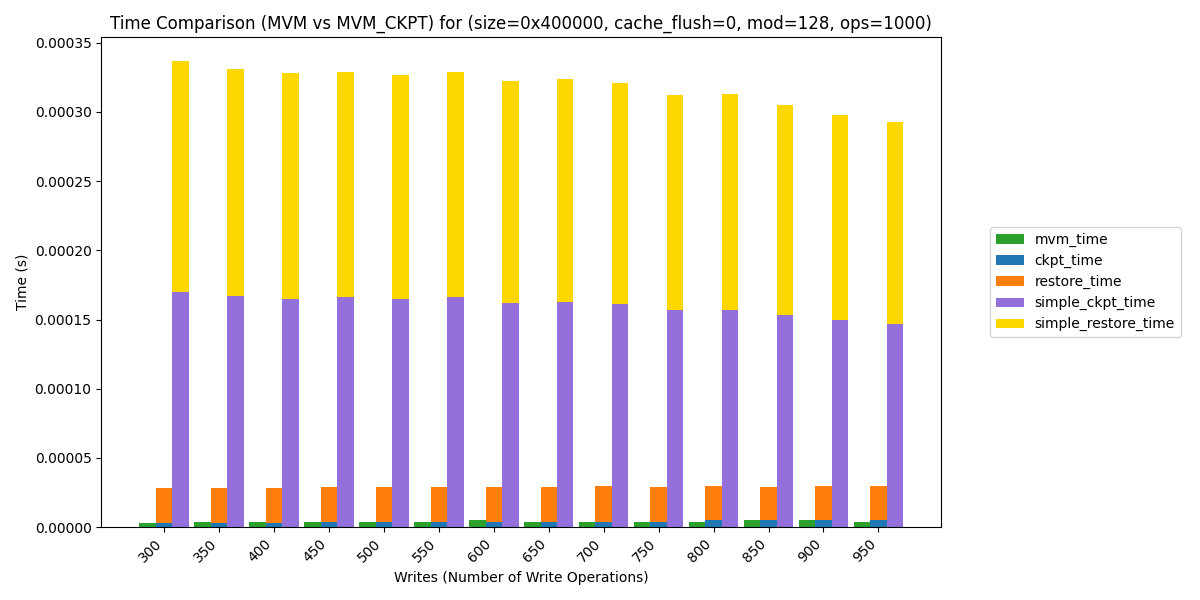 Time Comparison (MVM vs MVM_CKPT) for (size=0x400000, cache_flush=0, mod=128, ops=1000)
0.00035
0.00030
0.00025
0.00020
0.00015
0.00010
0.00005
0.00000
Time (s)
mvm_time
ckpt_time
restore_time
simple_ckpt_time
simple_restore_time
300 350 400 450 500 550 600 650 700 750 800 850 900 950
Writes (Number of Write Operations)